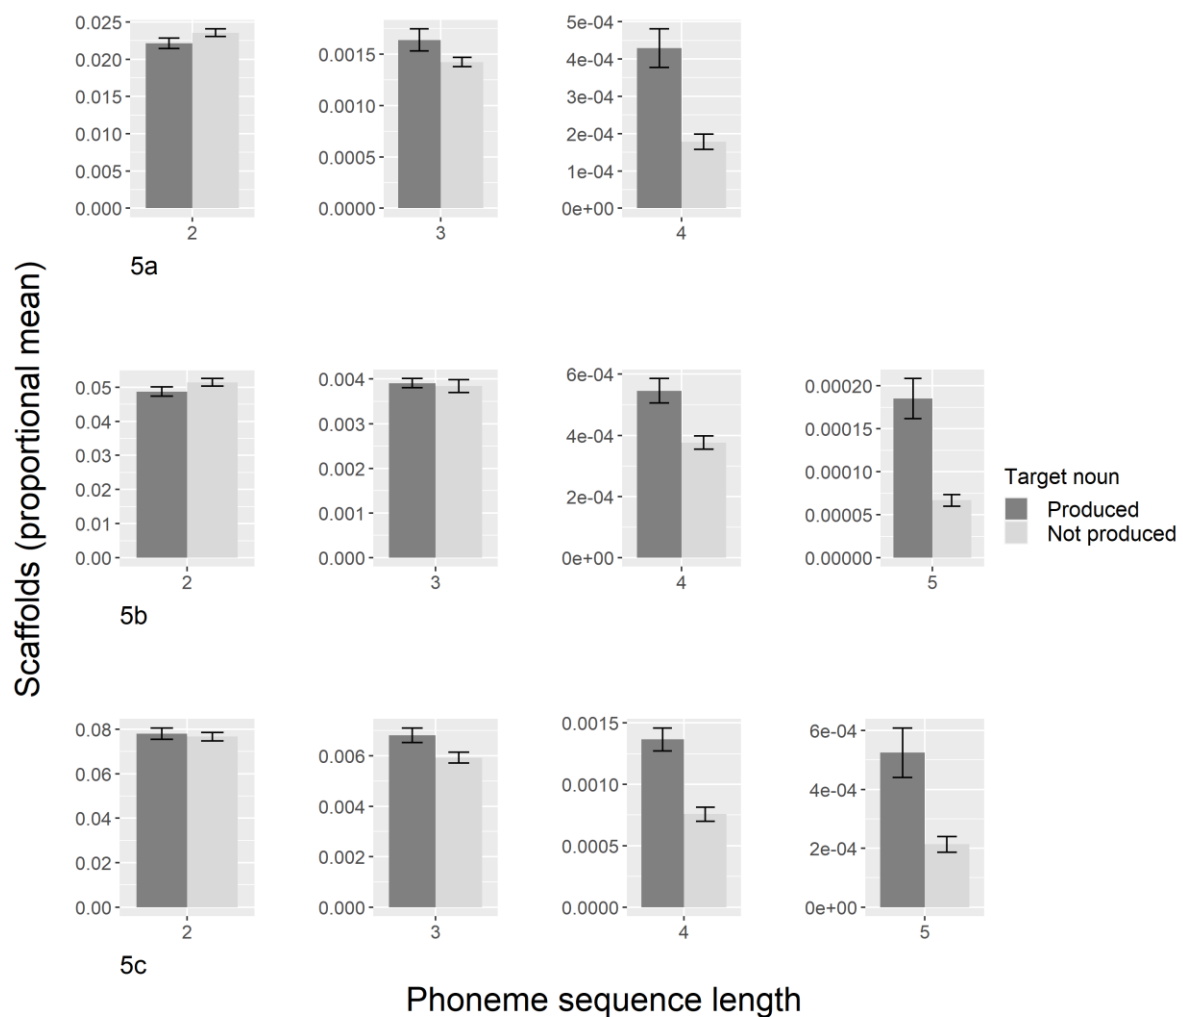 Scaffolds (proportional mean)
0.025
0.020
0.015
0.010
0.005
0.000
2
0.0015
0.0010
0.0005
0.0000
3
5e-04
4e-04
3e-04
2e-04
1e-04
0e+00
4
5a
0.05
0.04
0.03
0.02
0.01
0.00
2
0.004
0.003
0.002
0.001
0.000
3
6e-04
4e-04
2e-04
0e+00
4
0.00020
0.00015
0.00010
0.00005
0.00000
5
Target noun
Produced
Not produced
5b
0.08
0.06
0.04
0.02
0.00
2
0.006
0.004
0.002
0.000
3
0.0015
0.0010
0.0005
0.0000
4
6e-04
4e-04
2e-04
0e+00
5
5c
Phoneme sequence length